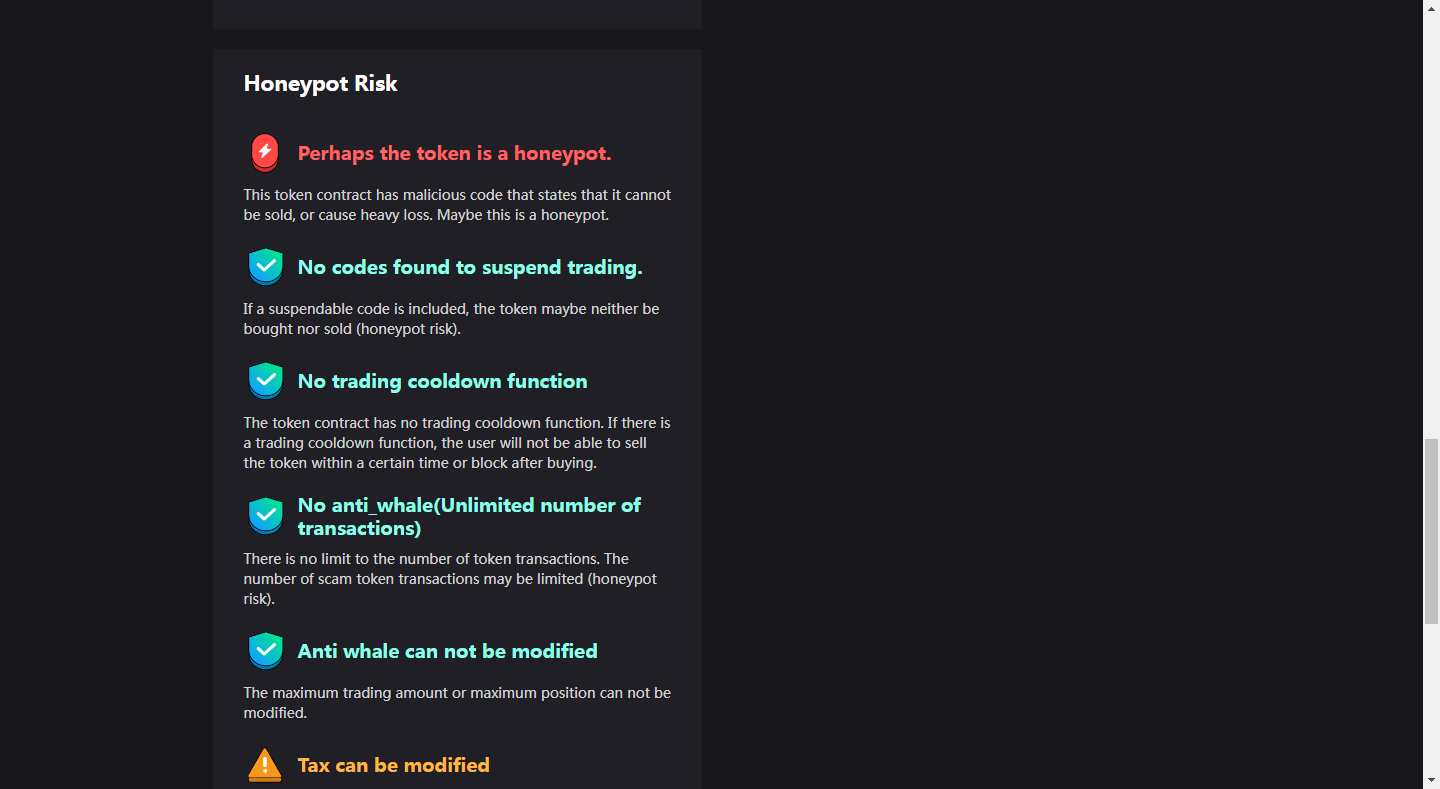 Honeypot Risk
Perhaps the token is a honeypot.
This token contract has malicious code that states that it cannot
be sold, or cause heavy loss. Maybe this is a honeypot.
No codes found to suspend trading.
If a suspendable code is included, the token maybe neither be
bought nor sold (honeypot risk).
No trading cooldown function
The token contract has no trading cooldown function. If there is
a trading cooldown function, the user will not be able to sell
the token within a certain time or block after buying.
No anti_whale(Unlimited number of
transactions)
There is no limit to the number of token transactions. The
number of scam token transactions may be limited (honeypot
risk).
Anti whale can not be modified
The maximum trading amount or maximum position can not be
modified.
Tax can be modified